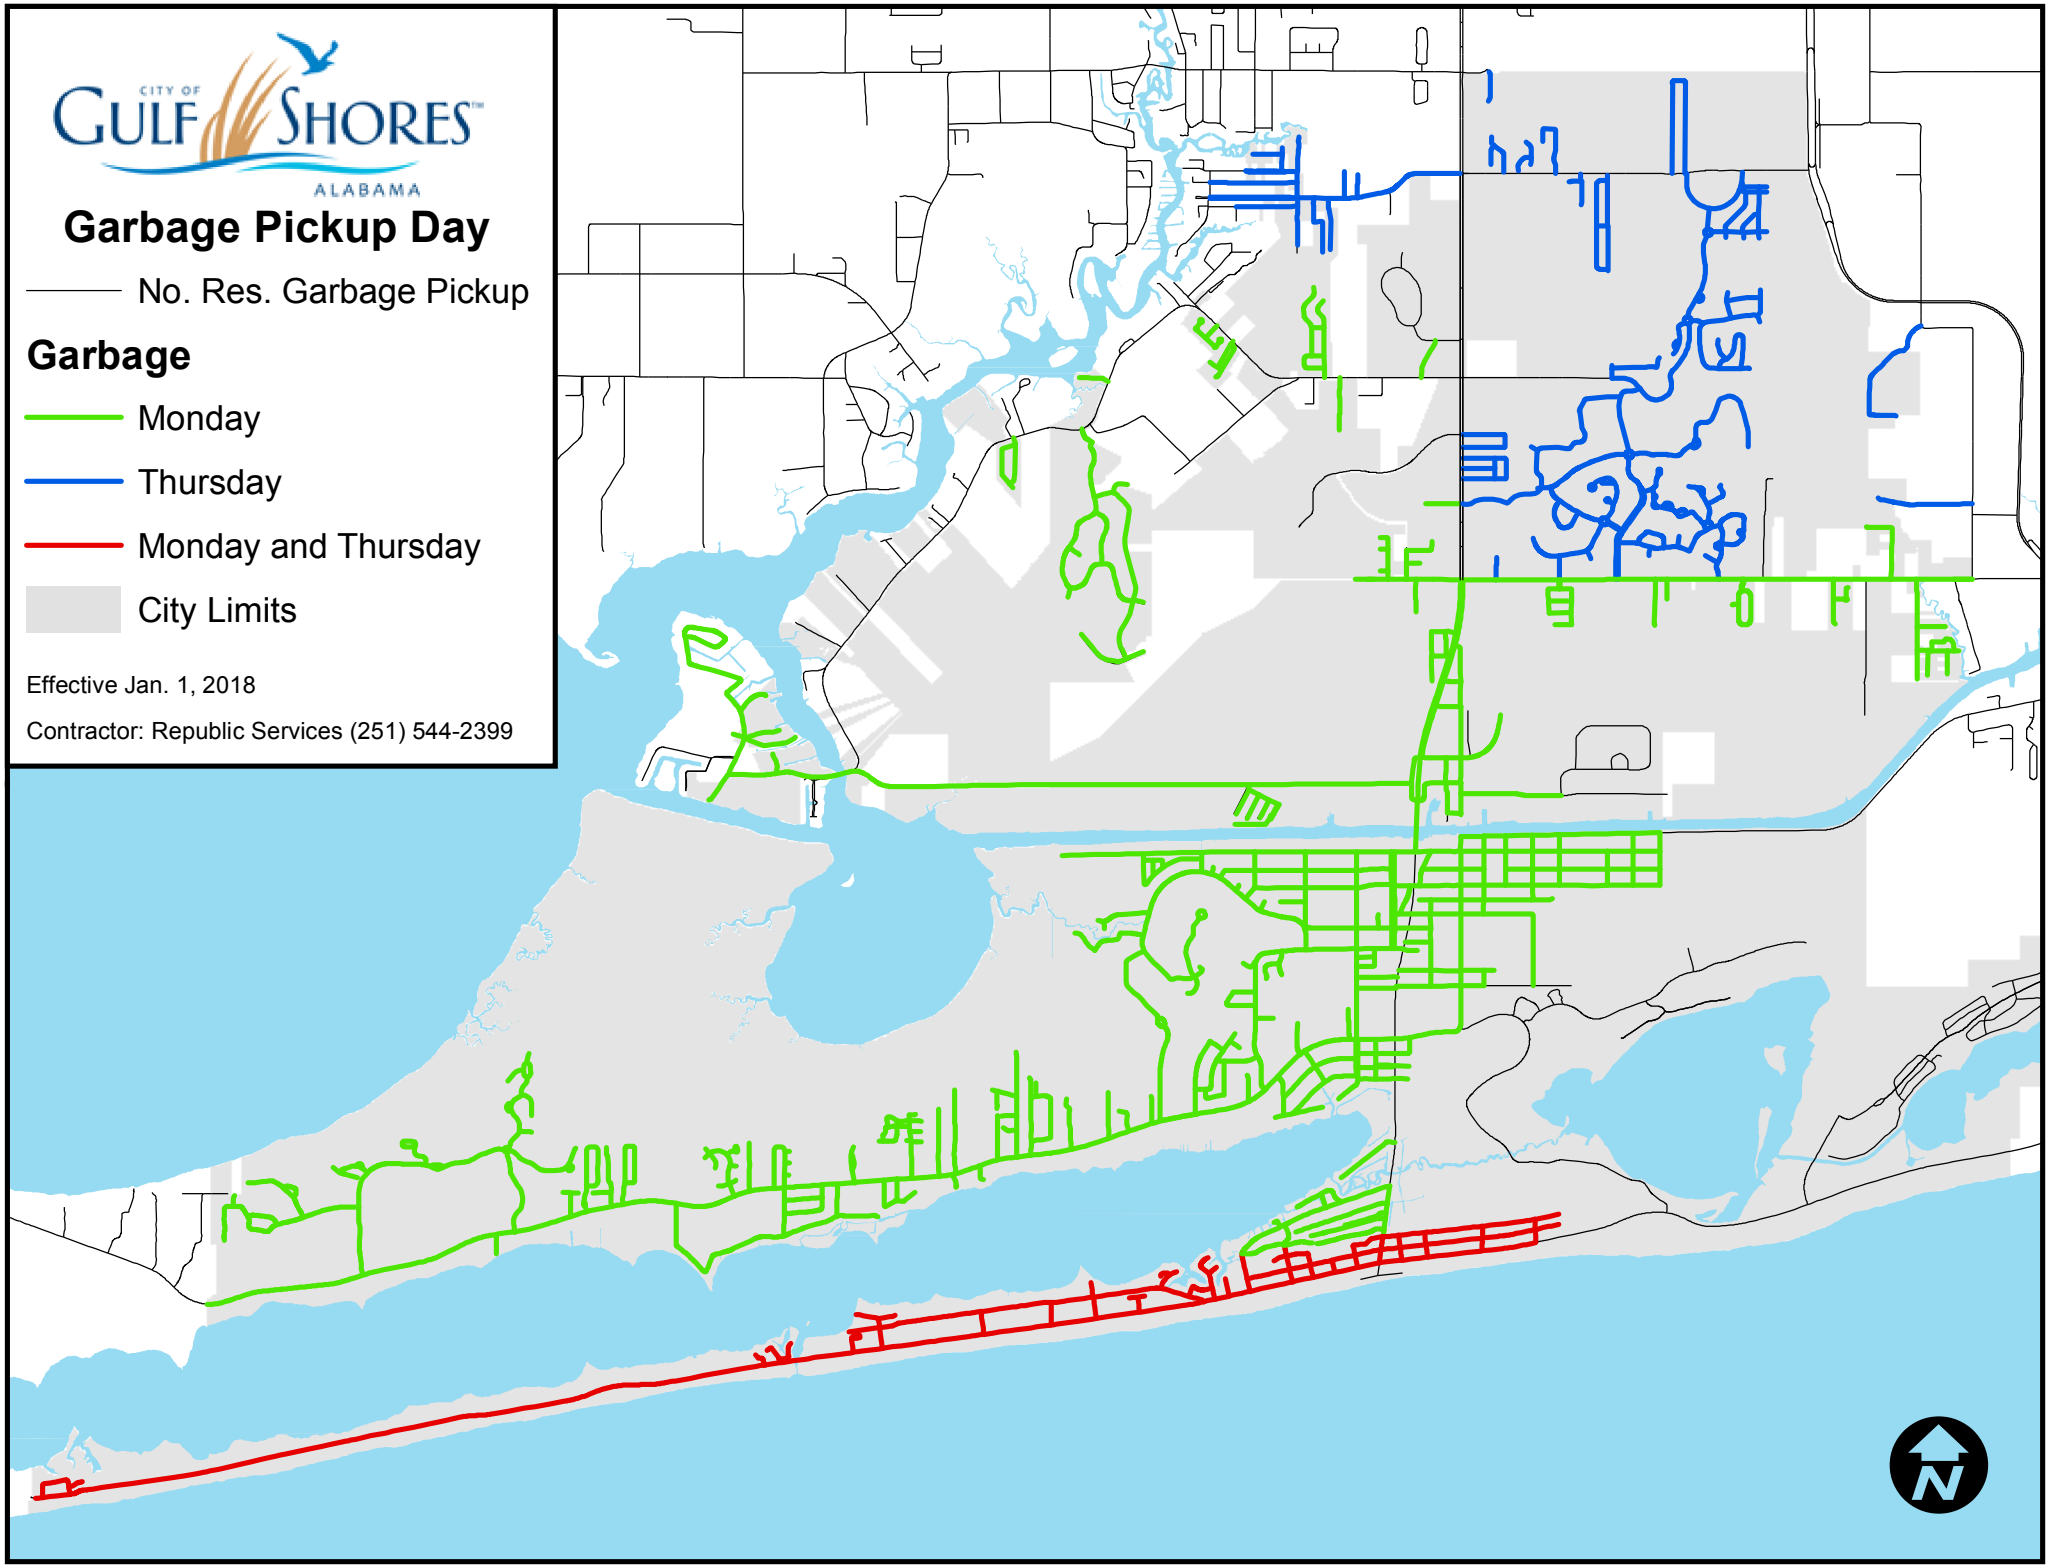 CITY OF
GULF SHORES™
ALABAMA
Garbage Pickup Day
No. Res. Garbage Pickup
Garbage
Monday
Thursday
Monday and Thursday
City Limits
Effective Jan. 1, 2018
Contractor: Republic Services (251) 544-2399
N